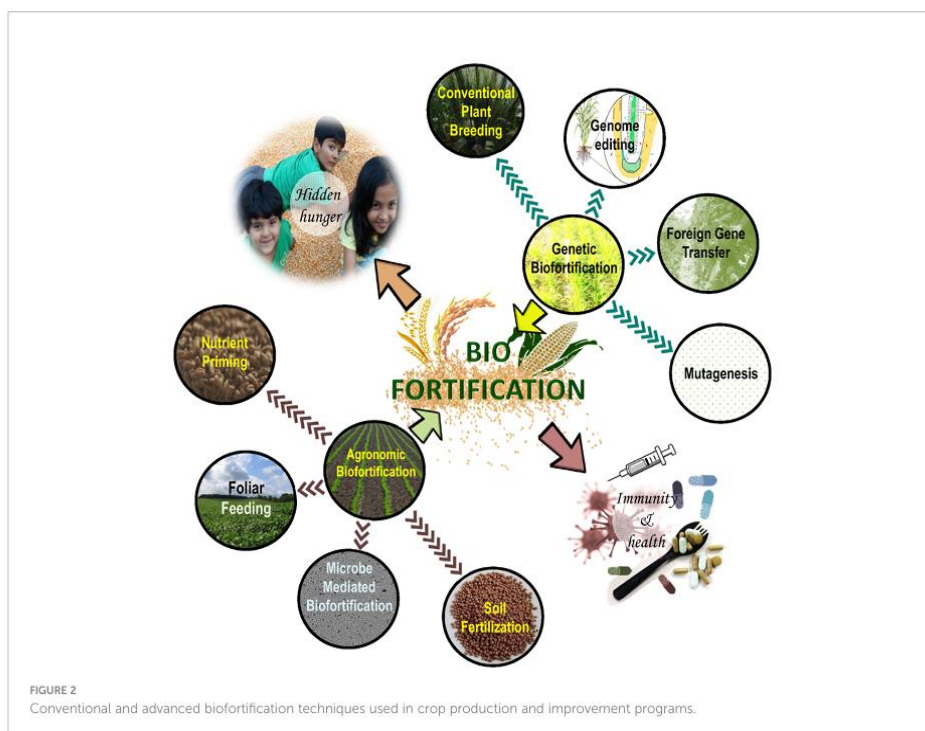 Conventional
Plant
Breeding
Genome
editing
Hidden
hunger
Genetic
Biofortification
Foreign Gene
Transfer
Nutrient
Priming
BIO
FORTIFICATION
Mutagenesis
Agronomic
Biofortification
Foliar
Feeding
Immunity
&
health
Microbe
Mediated
Biofortification
Soil
Fertilization
FIGURE 2
Conventional and advanced biofortification techniques used in crop production and improvement programs.